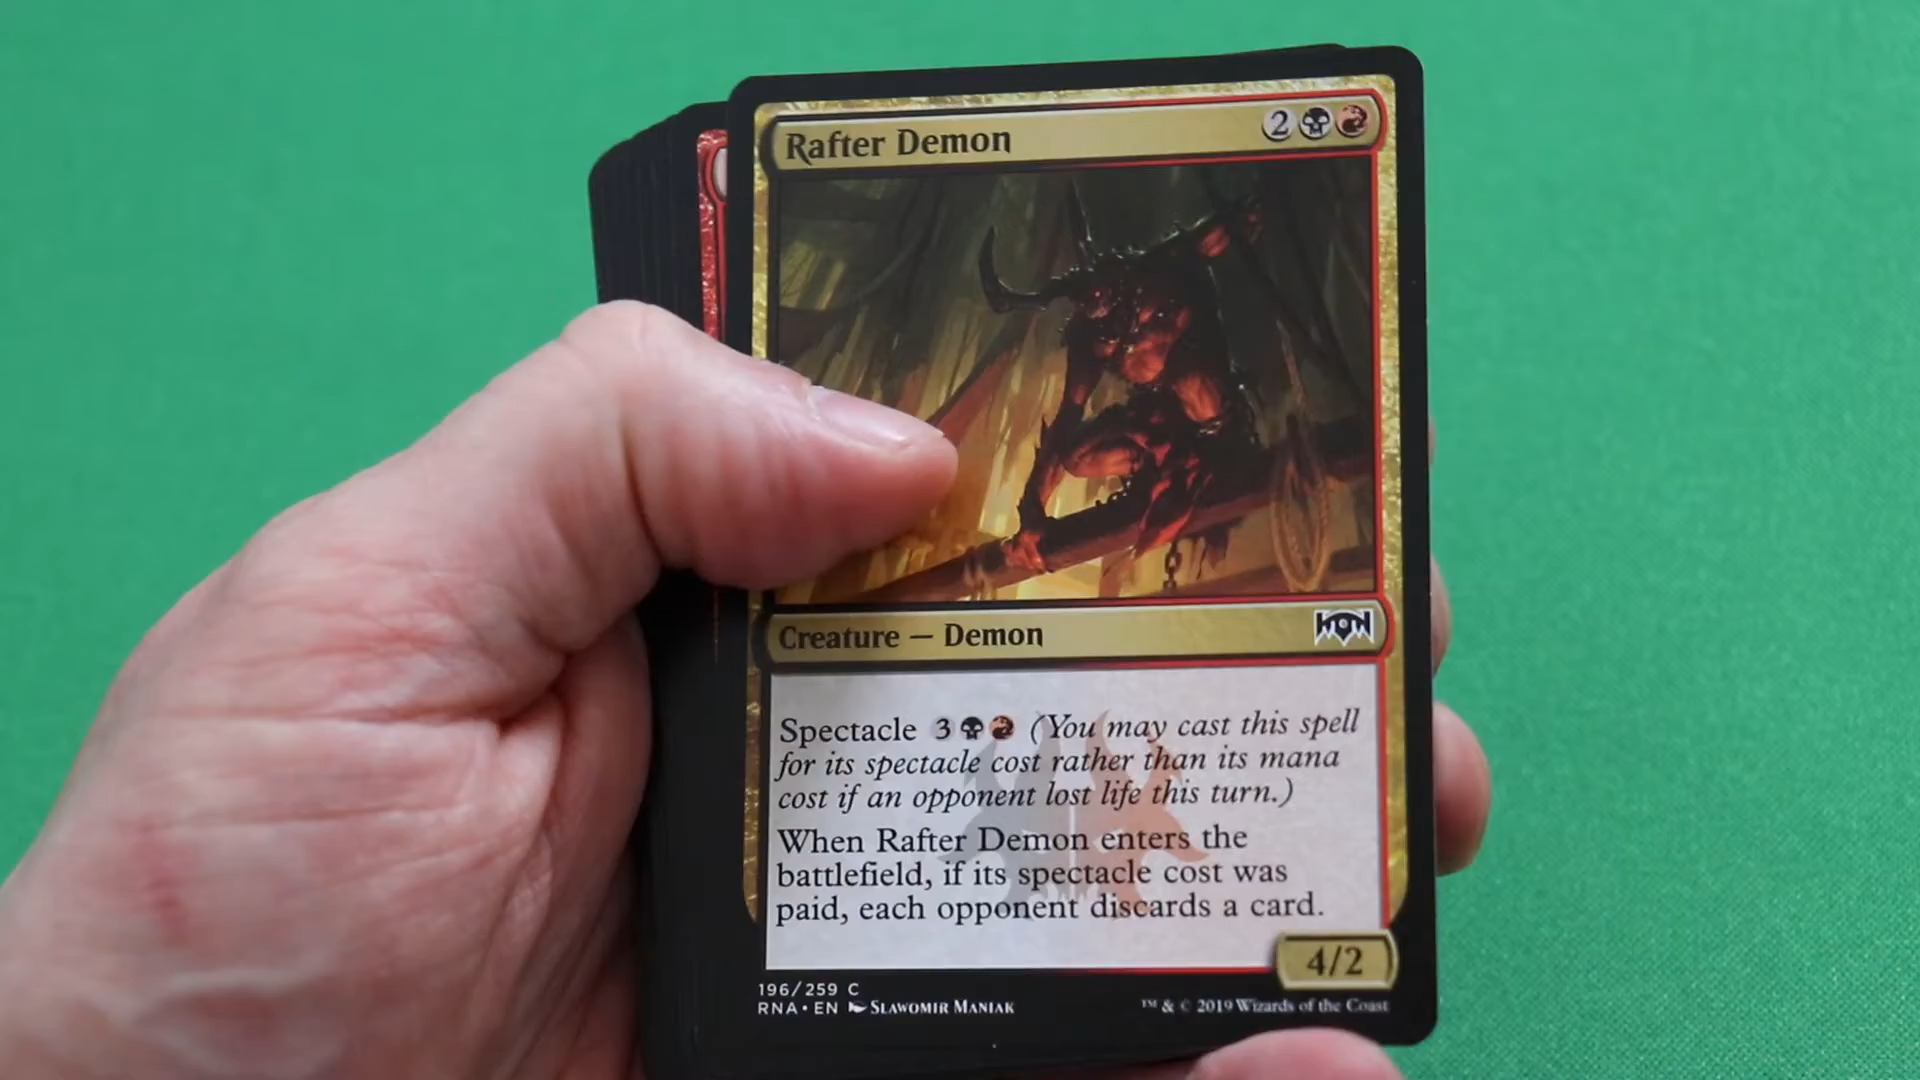 Rafter Demon 2
Creature — Demon
Spectacle 3 (You may cast this spell
for its spectacle cost rather than its mana
cost if an opponent lost life this turn.)
When Rafter Demon enters the
battlefield, if its spectacle cost was
paid, each opponent discards a card.
4/2
196/259 C
RNA • EN SLAWOMIR MANIAK ™ & © 2019 Wizards of the Coast